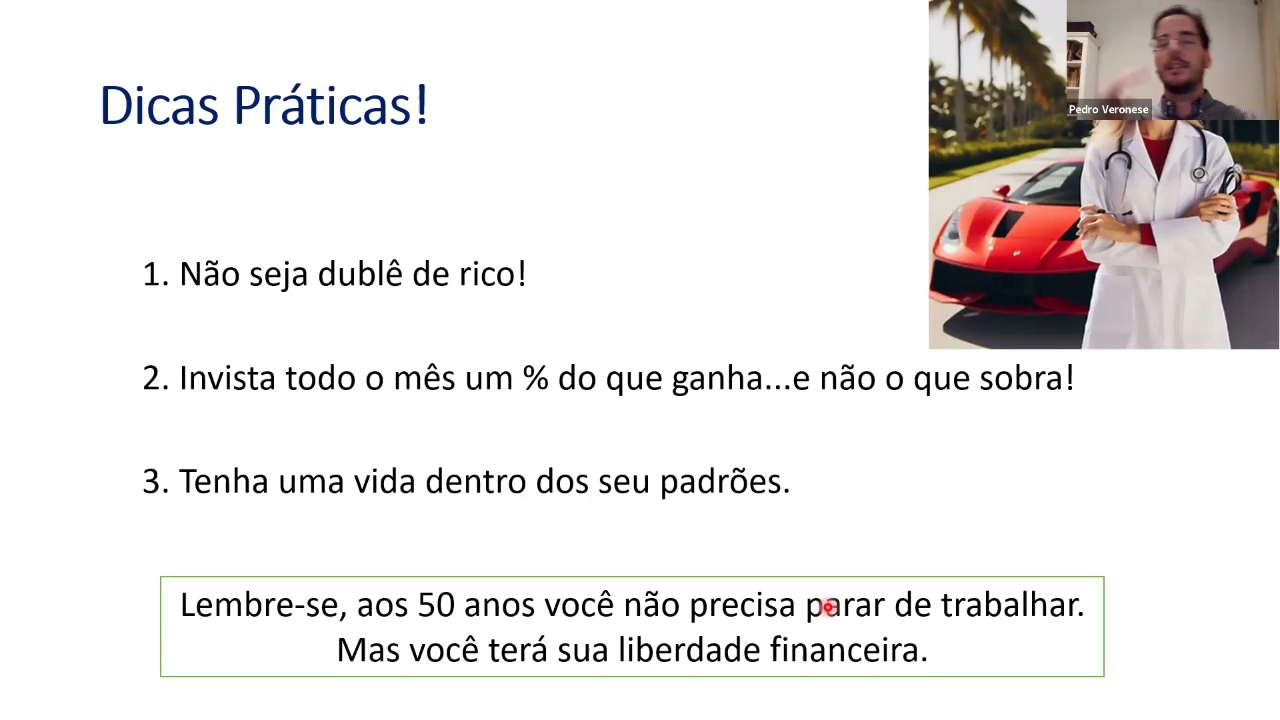 Dicas Práticas!
Pedro Veronese
1. Não seja dublê de rico!
2. Invista todo o mês um % do que ganha...e não o que sobra!
3. Tenha uma vida dentro dos seu padrões.
Lembre-se, aos 50 anos você não precisa parar de trabalhar.
Mas você terá sua liberdade financeira.